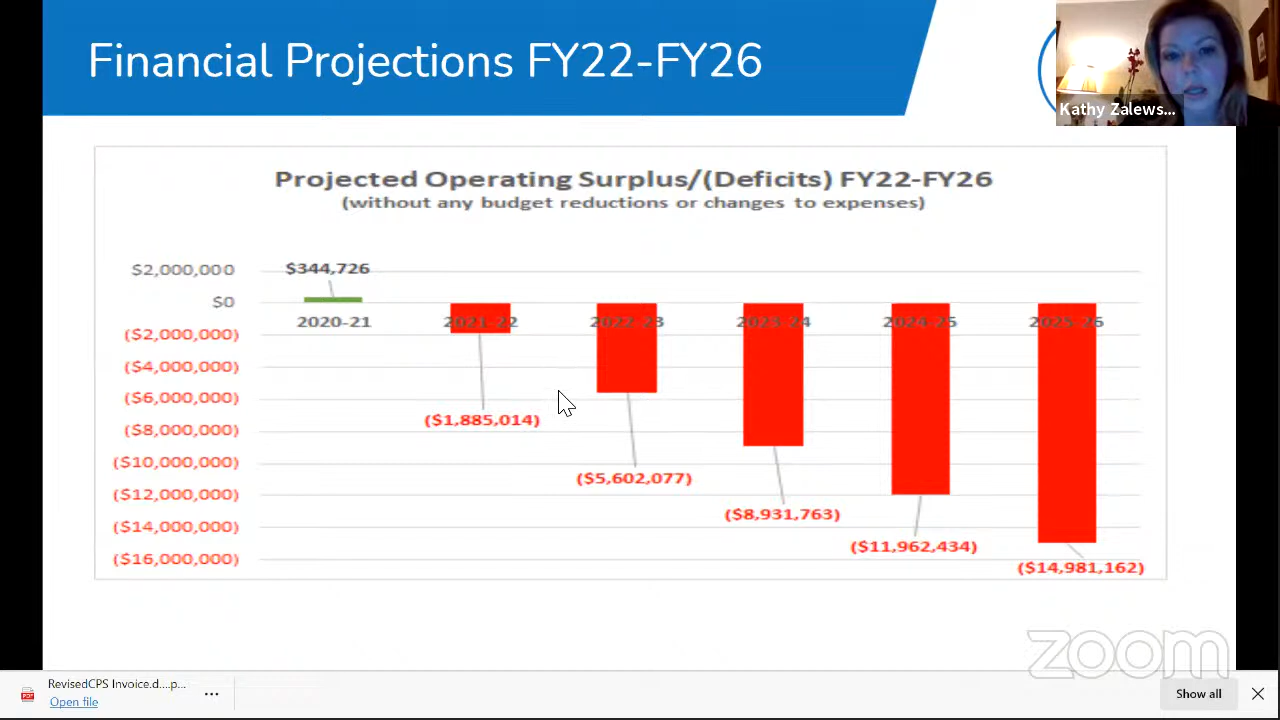 Financial Projections FY22-FY26
Kathy Zalews...
Projected Operating Surplus/(Deficits) FY22-FY26
(without any budget reductions or changes to expenses)
$2,000,000
$344,726
$0
2020-21
2021-22
2022-23
2023-24
2024-25
2025-26
($2,000,000)
($4,000,000)
($6,000,000)
($8,000,000)
($1,885,014)
($10,000,000)
($5,602,077)
($12,000,000)
($8,931,763)
($14,000,000)
($11,962,434)
($16,000,000)
($14,981,162)
zoom
RevisedCPS Invoice.d....p...
Open file
Show all